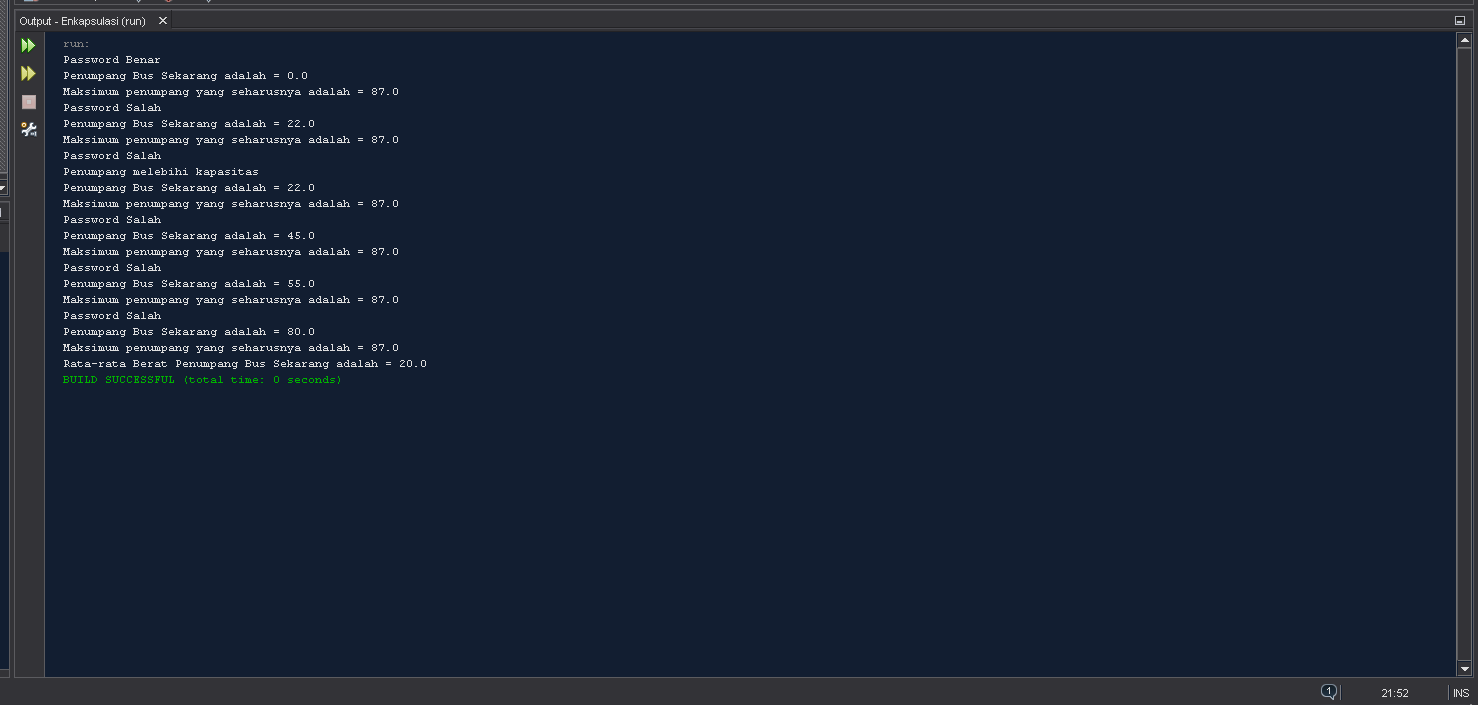 Output - Enkapsulasi (run)
run:
Password Benar
Penumpang Bus Sekarang adalah = 0.0
Maksimum penumpang yang seharusnya adalah = 87.0
Password Salah
Penumpang Bus Sekarang adalah = 22.0
Maksimum penumpang yang seharusnya adalah = 87.0
Password Salah
Penumpang melebihi kapasitas
Penumpang Bus Sekarang adalah = 22.0
Maksimum penumpang yang seharusnya adalah = 87.0
Password Salah
Penumpang Bus Sekarang adalah = 45.0
Maksimum penumpang yang seharusnya adalah = 87.0
Password Salah
Penumpang Bus Sekarang adalah = 55.0
Maksimum penumpang yang seharusnya adalah = 87.0
Password Salah
Penumpang Bus Sekarang adalah = 80.0
Maksimum penumpang yang seharusnya adalah = 87.0
Rata-rata Berat Penumpang Bus Sekarang adalah = 20.0
BUILD SUCCESSFUL (total time: 0 seconds)
1
21:52
INS